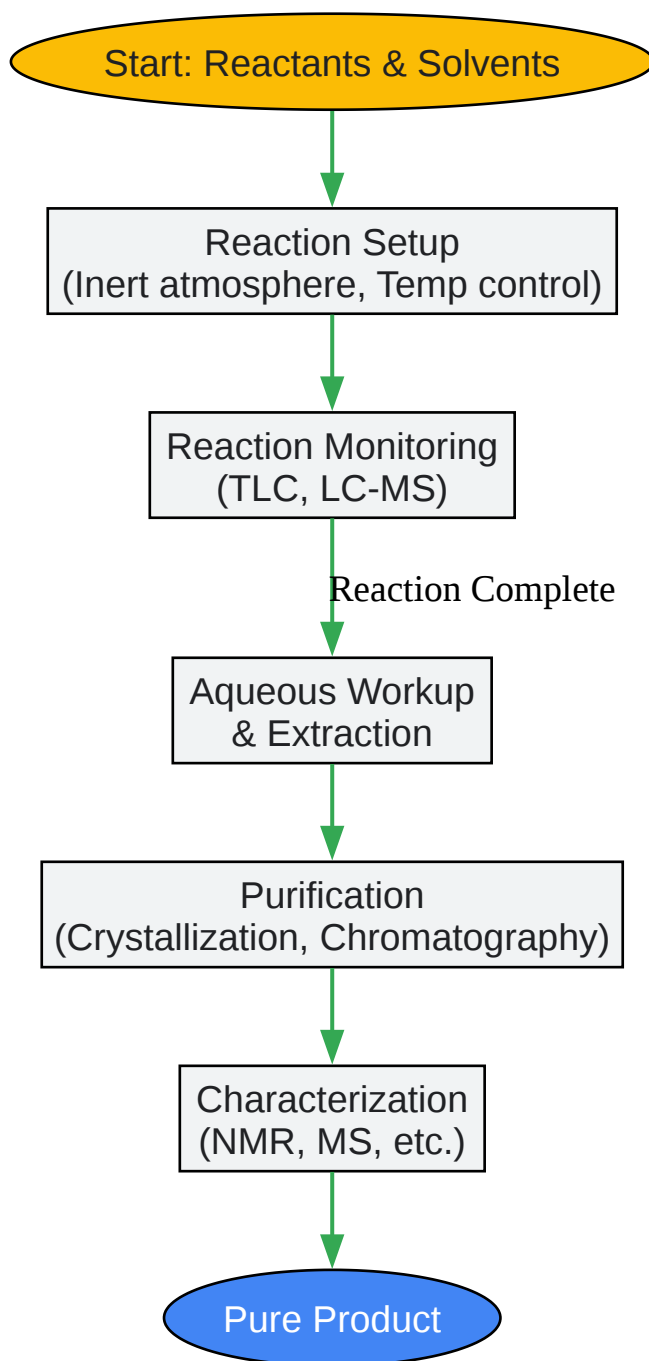 Start: Reactants & Solvents
Reaction Setup
(Inert atmosphere, Temp control)
Reaction Monitoring
(TLC, LC-MS)
Reaction Complete
Aqueous Workup
& Extraction
Purification
(Crystallization, Chromatography)
Characterization
(NMR, MS, etc.)
Pure Product